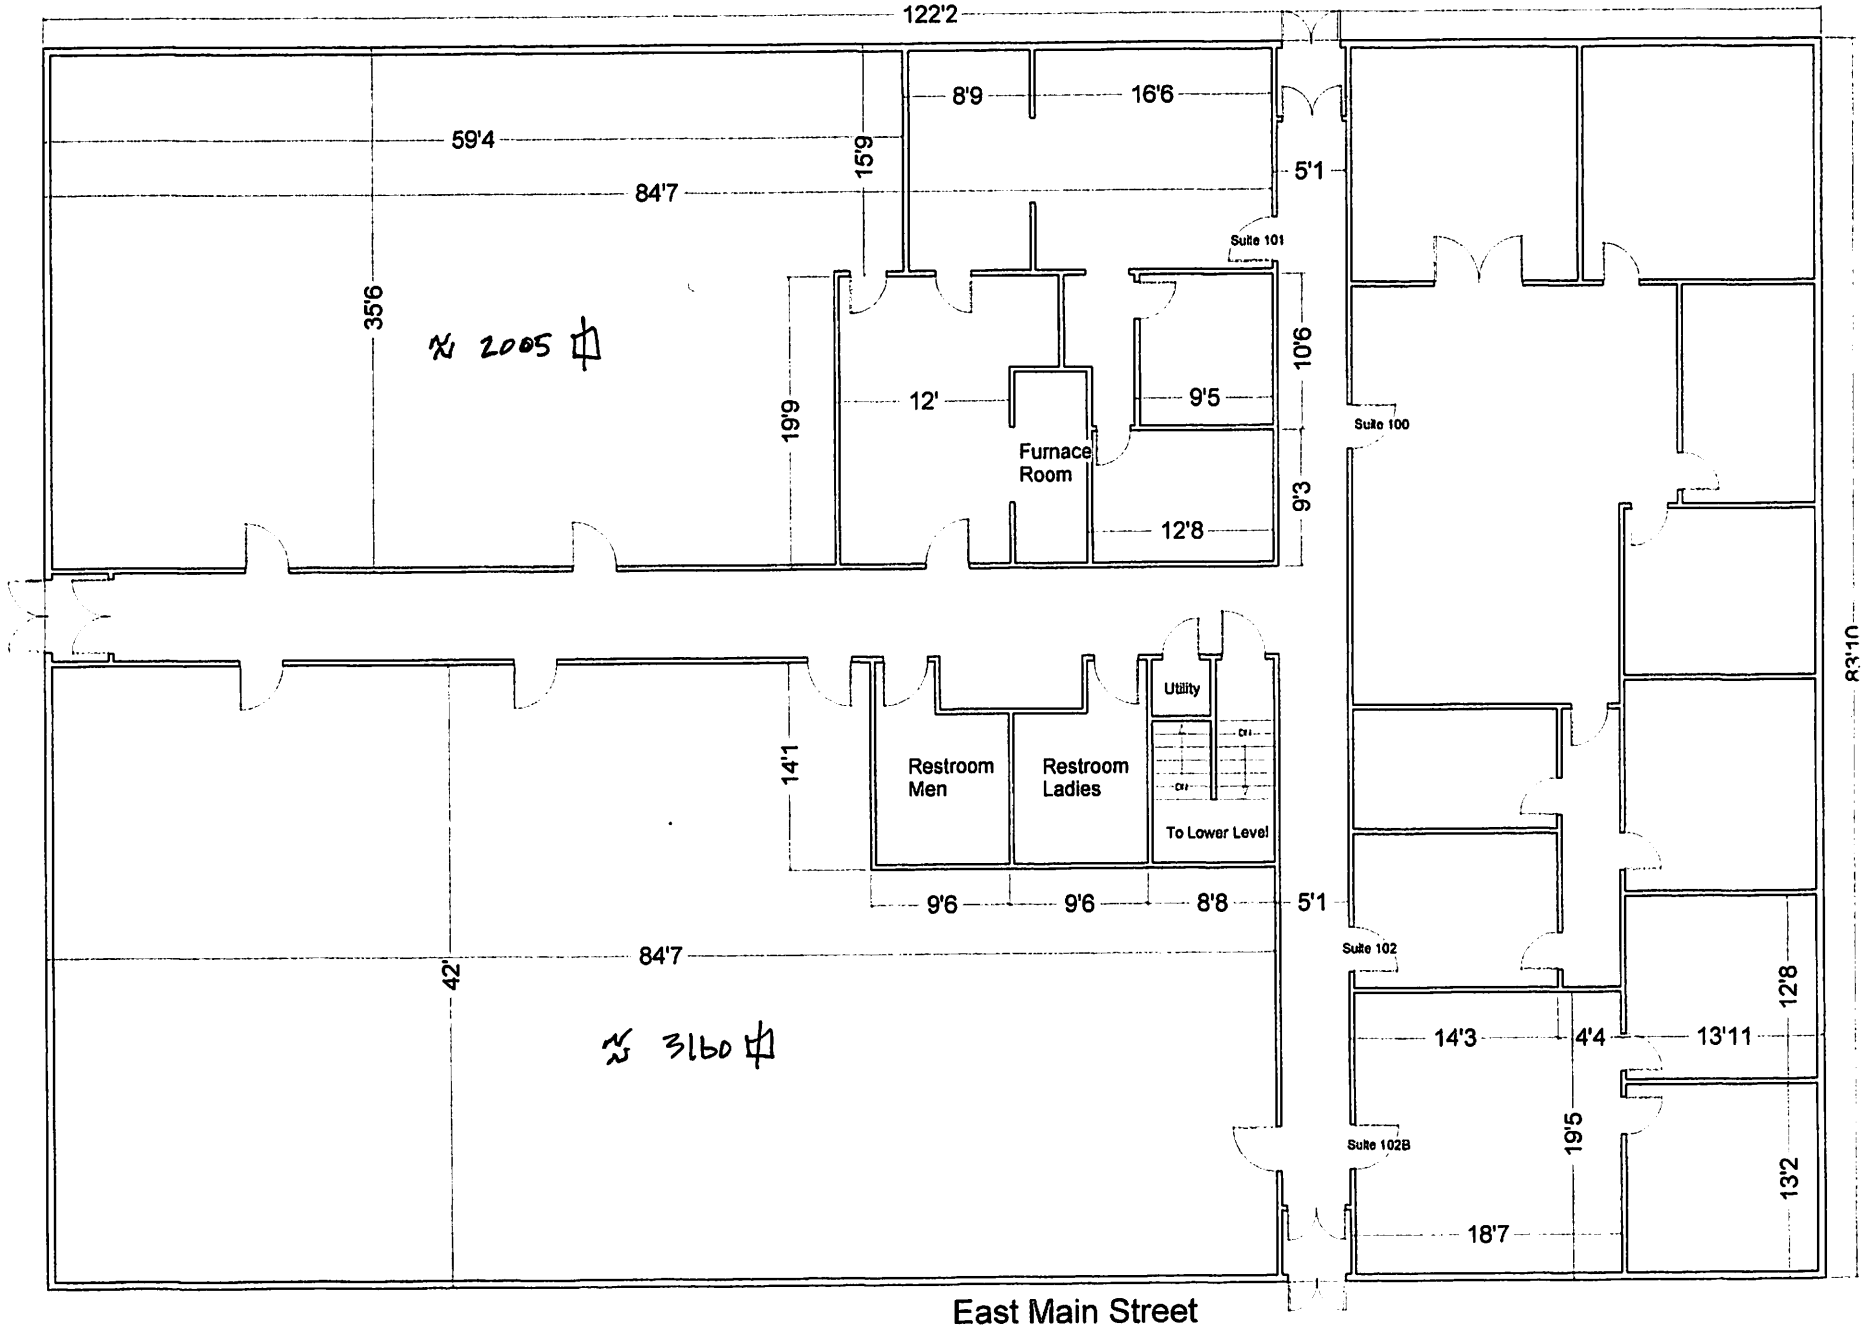 122'2
8'9
16'6
59'4
15'9
84'7
5'1
Suite 101
35'6
≈ 2005
10'6
19'9
12'
9'5
Suite 100
Furnace
Room
9'3
12'8
83'10
Utility
14'1
Restroom
Men
Restroom
Ladies
DN
DN
To Lower Level
9'6
9'6
8'8
5'1
84'7
42'
Suite 102
12'8
≈ 3160
14'3
4'4
13'11
19'5
Suite 102B
13'2
18'7
East Main Street